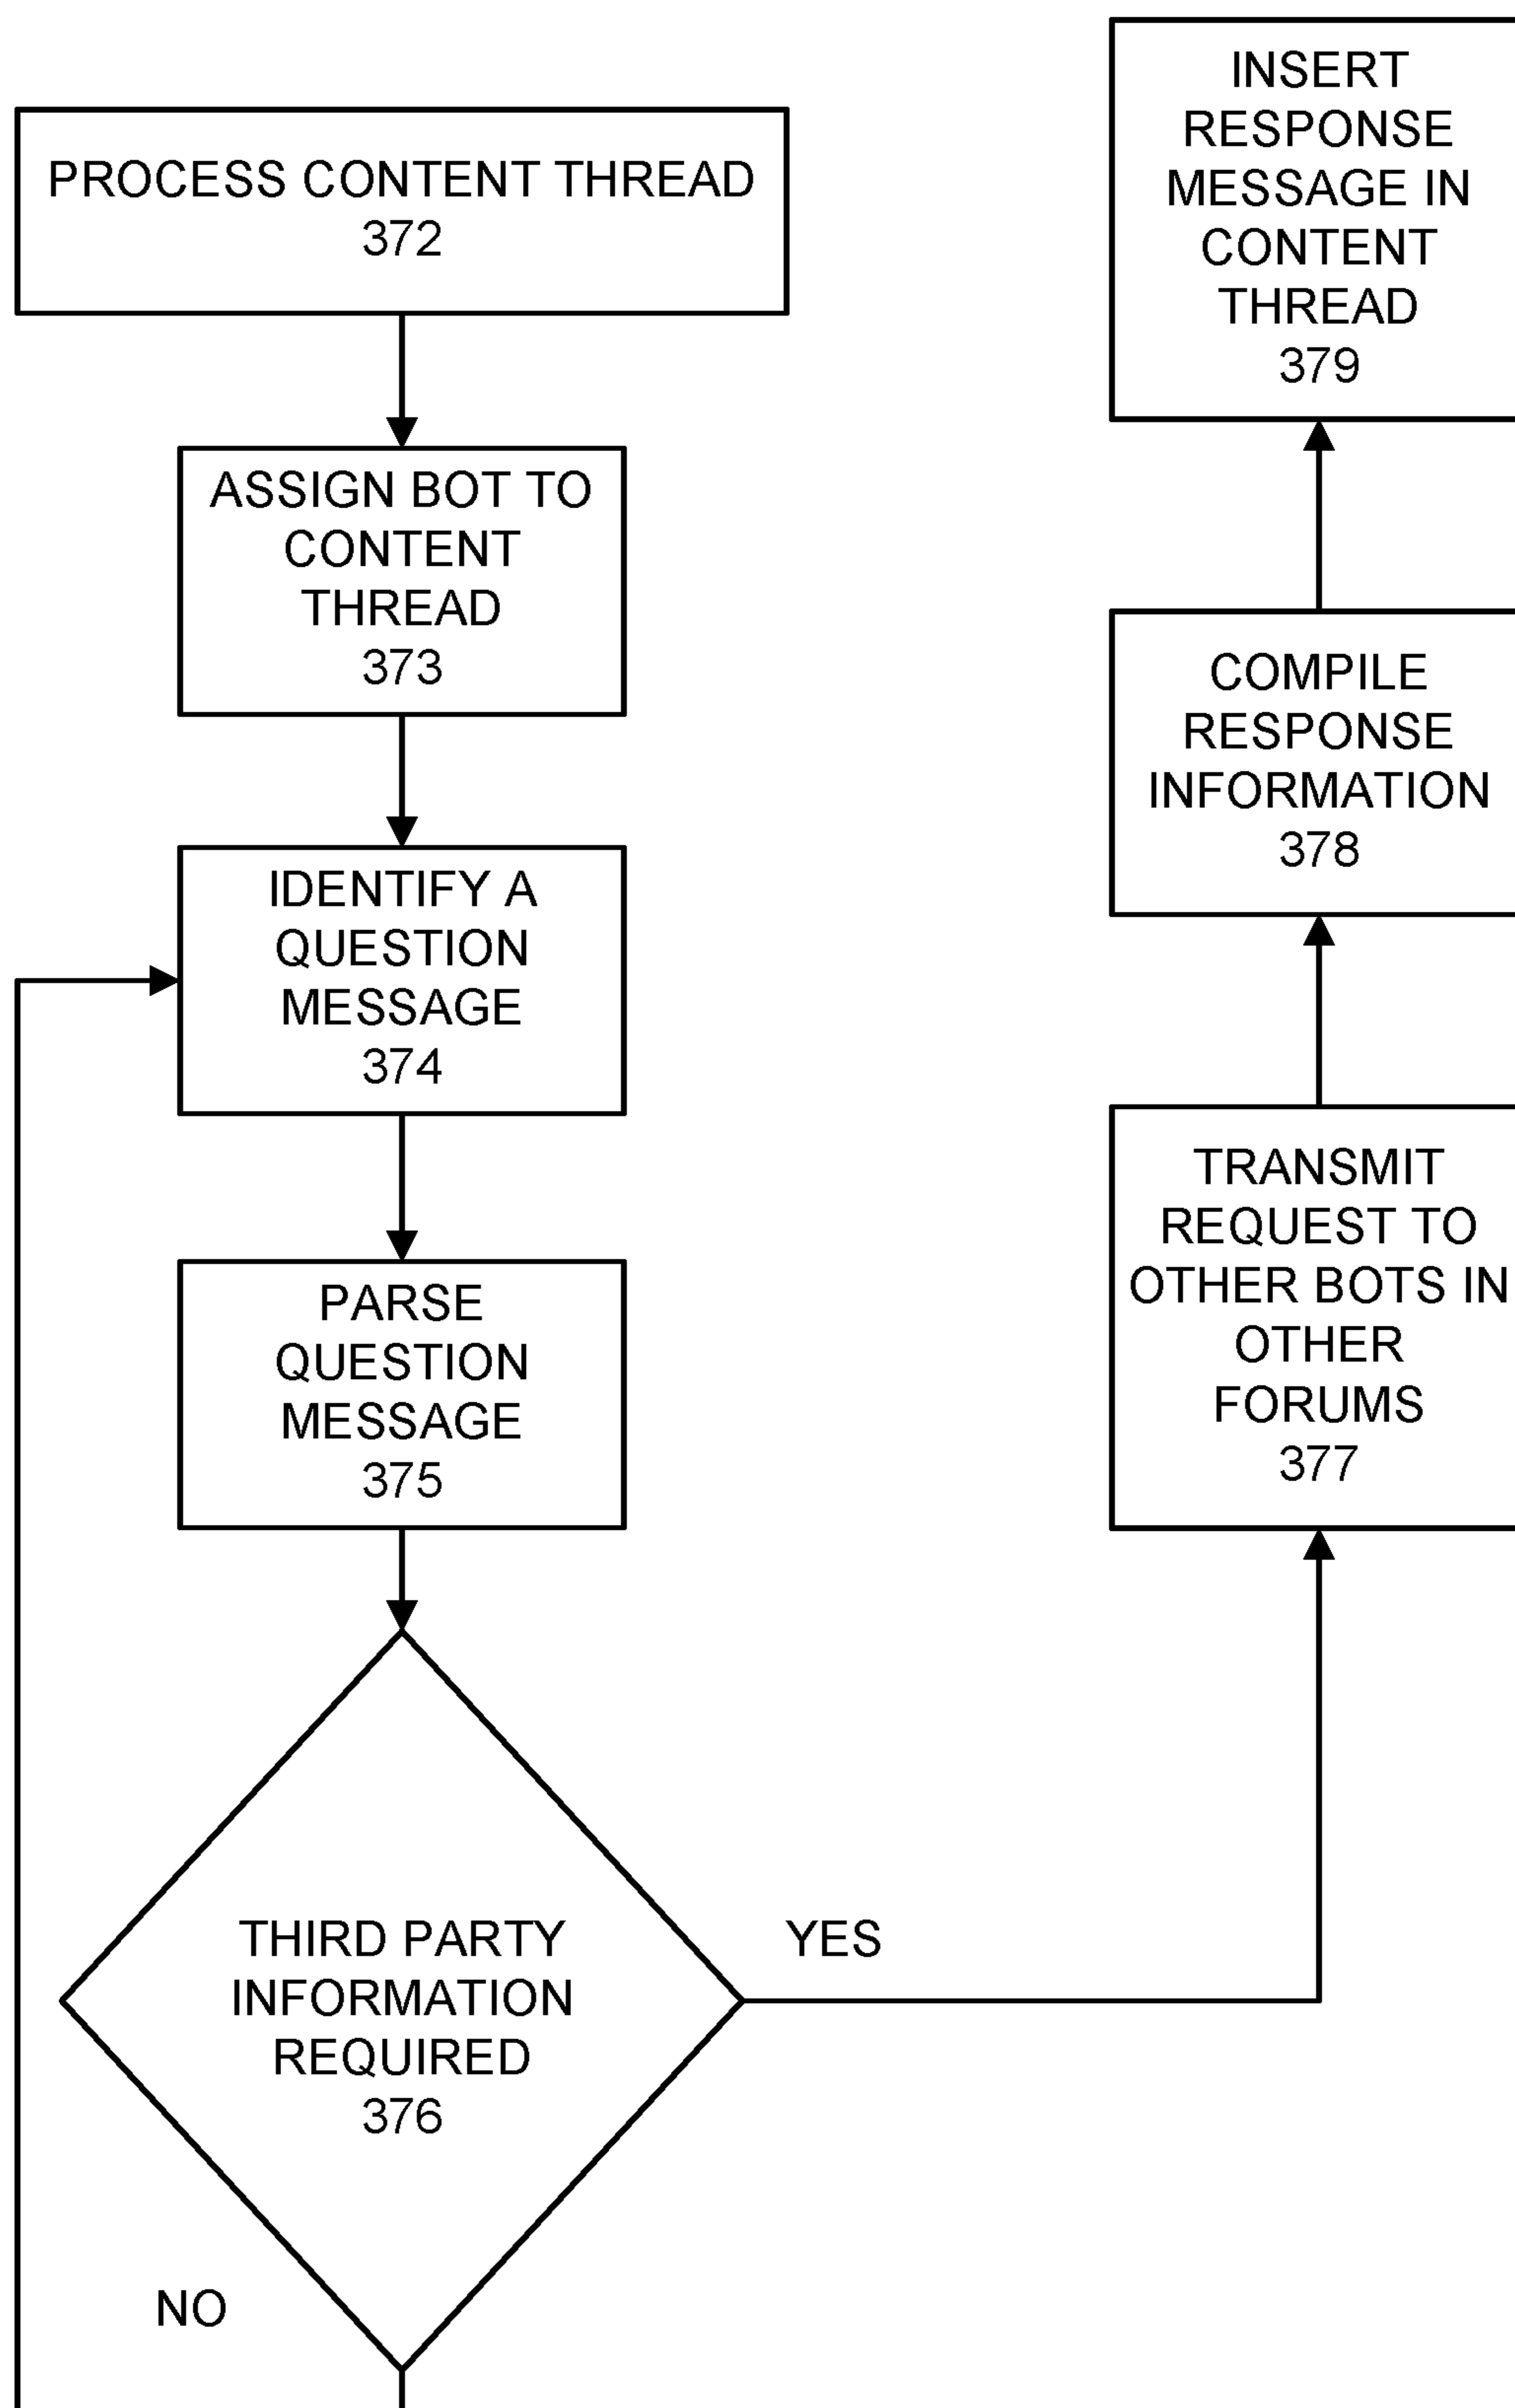 PROCESS CONTENT THREAD
372
ASSIGN BOT TO
CONTENT
THREAD
373
IDENTIFY A
QUESTION
MESSAGE
374
PARSE
QUESTION
MESSAGE
375
THIRD PARTY
INFORMATION
REQUIRED
376
NO
YES
TRANSMIT
REQUEST TO
OTHER BOTS IN
OTHER
FORUMS
377
COMPILE
RESPONSE
INFORMATION
378
INSERT
RESPONSE
MESSAGE IN
CONTENT
THREAD
379